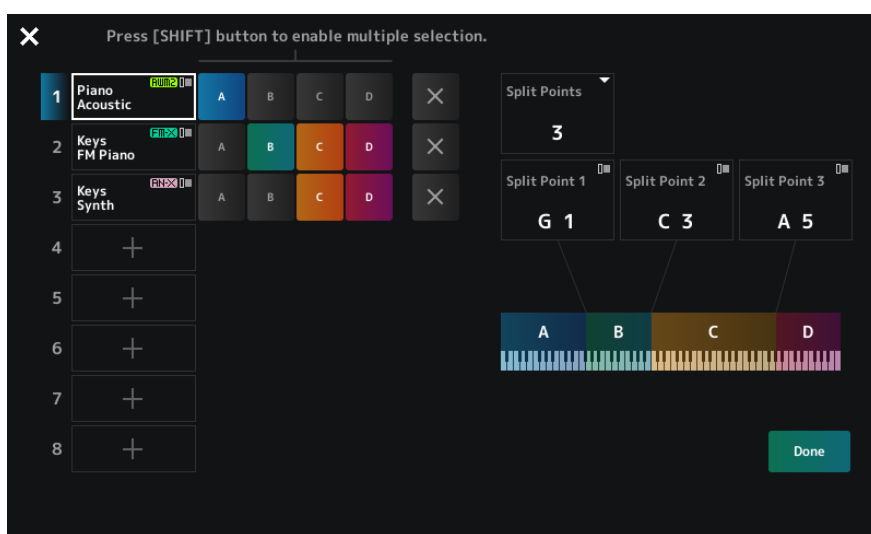 Press [SHIFT] button to enable multiple selection.
1 Piano Acoustic AWM2 A B C D
2 Keys FM Piano FM-X A B C D
3 Keys Synth AN-X A B C D
4
5
6
7
8
Split Points
3
Split Point 1 Split Point 2 Split Point 3
G 1 C 3 A 5
A B C D
Done